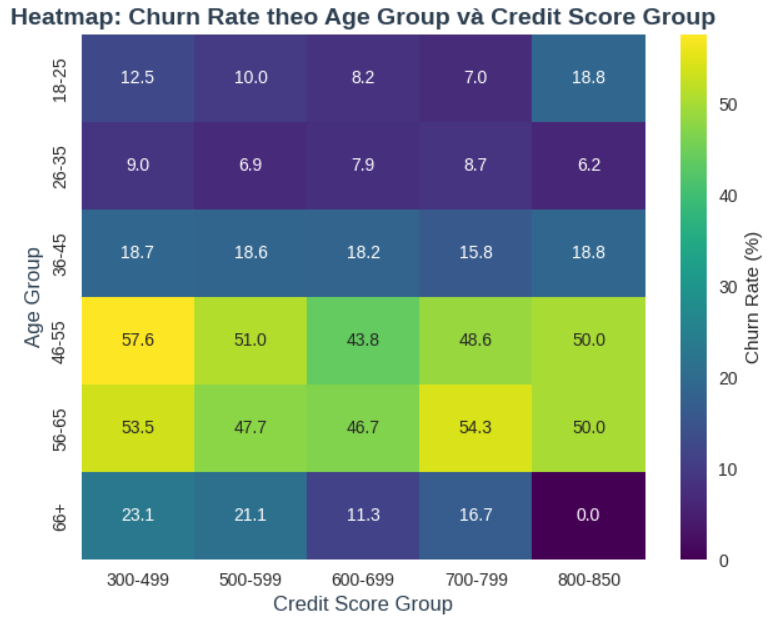 Heatmap: Churn Rate theo Age Group và Credit Score Group
18-25 12.5 10.0 8.2 7.0 18.8
26-35 9.0 6.9 7.9 8.7 6.2
36-45 18.7 18.6 18.2 15.8 18.8
46-55 57.6 51.0 43.8 48.6 50.0
56-65 53.5 47.7 46.7 54.3 50.0
66+ 23.1 21.1 11.3 16.7 0.0
300-499 500-599 600-699 700-799 800-850
Credit Score Group
Age Group
50
40
30
20
10
0
Churn Rate (%)